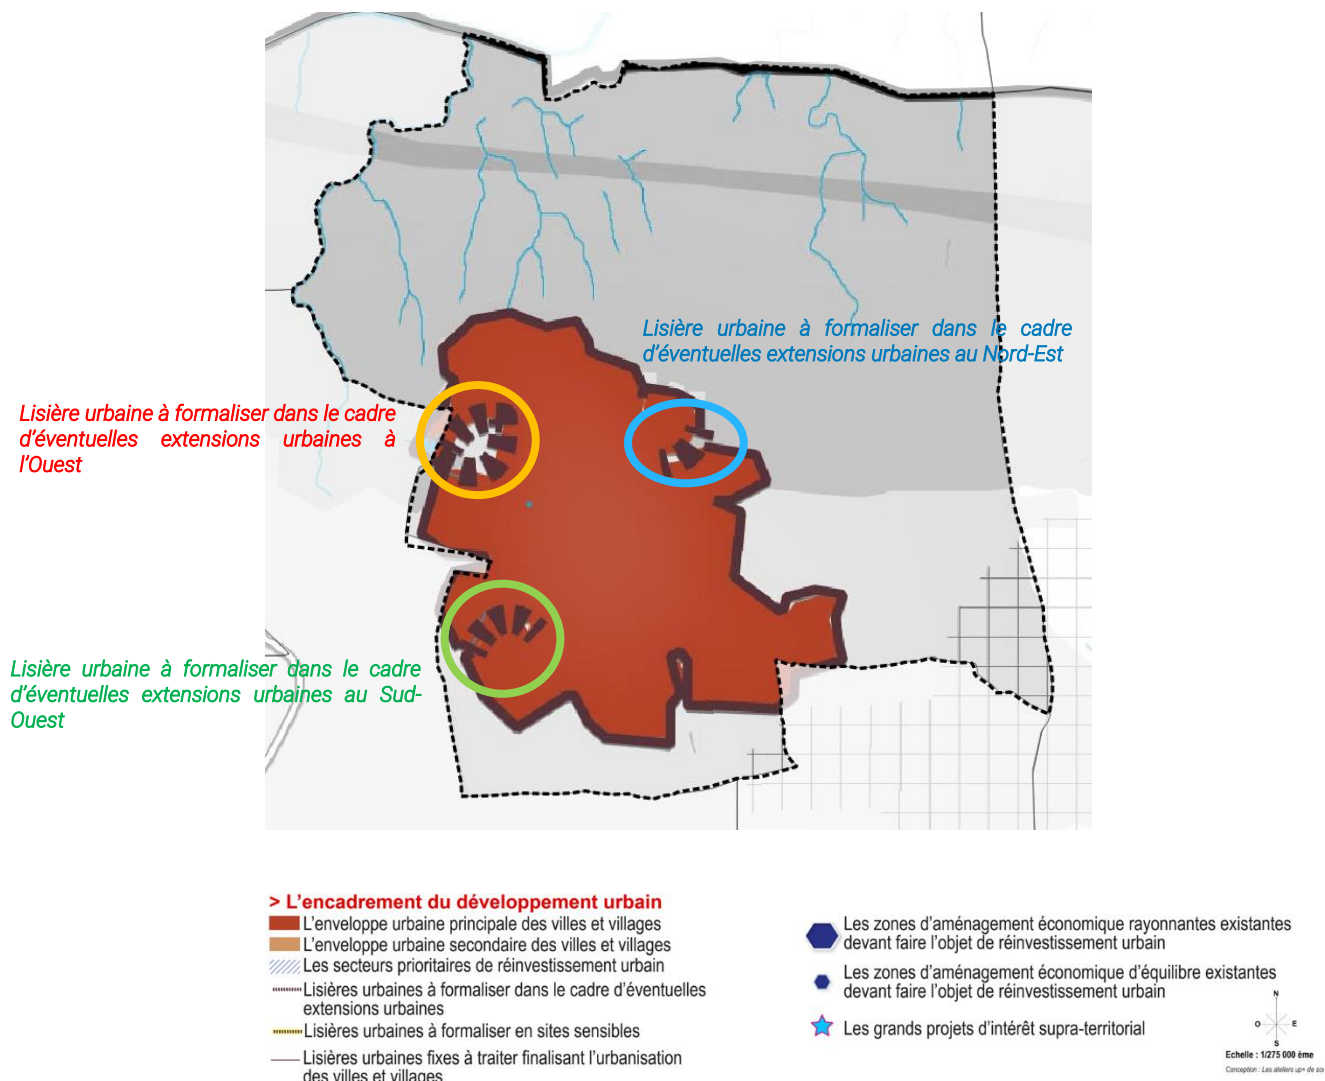 Lisière urbaine à formaliser dans le cadre
d'éventuelles extensions urbaines au Nord-Est
Lisière urbaine à formaliser dans le cadre
d'éventuelles extensions urbaines à
l'Ouest
Lisière urbaine à formaliser dans le cadre
d'éventuelles extensions urbaines au Sud-
Ouest
> L'encadrement du développement urbain
L'enveloppe urbaine principale des villes et villages
L'enveloppe urbaine secondaire des villes et villages
Les secteurs prioritaires de réinvestissement urbain
Lisières urbaines à formaliser dans le cadre d'éventuelles
extensions urbaines
Lisières urbaines à formaliser en sites sensibles
Lisières urbaines fixes à traiter finalisant l'urbanisation
des villes et villages
Les zones d'aménagement économique rayonnantes existantes
devant faire l'objet de réinvestissement urbain
Les zones d'aménagement économique d'équilibre existantes
devant faire l'objet de réinvestissement urbain
Les grands projets d'intérêt supra-territorial
N
O E
S
Echelle : 1/275 000 ème
Conception : Les ateliers up+ de